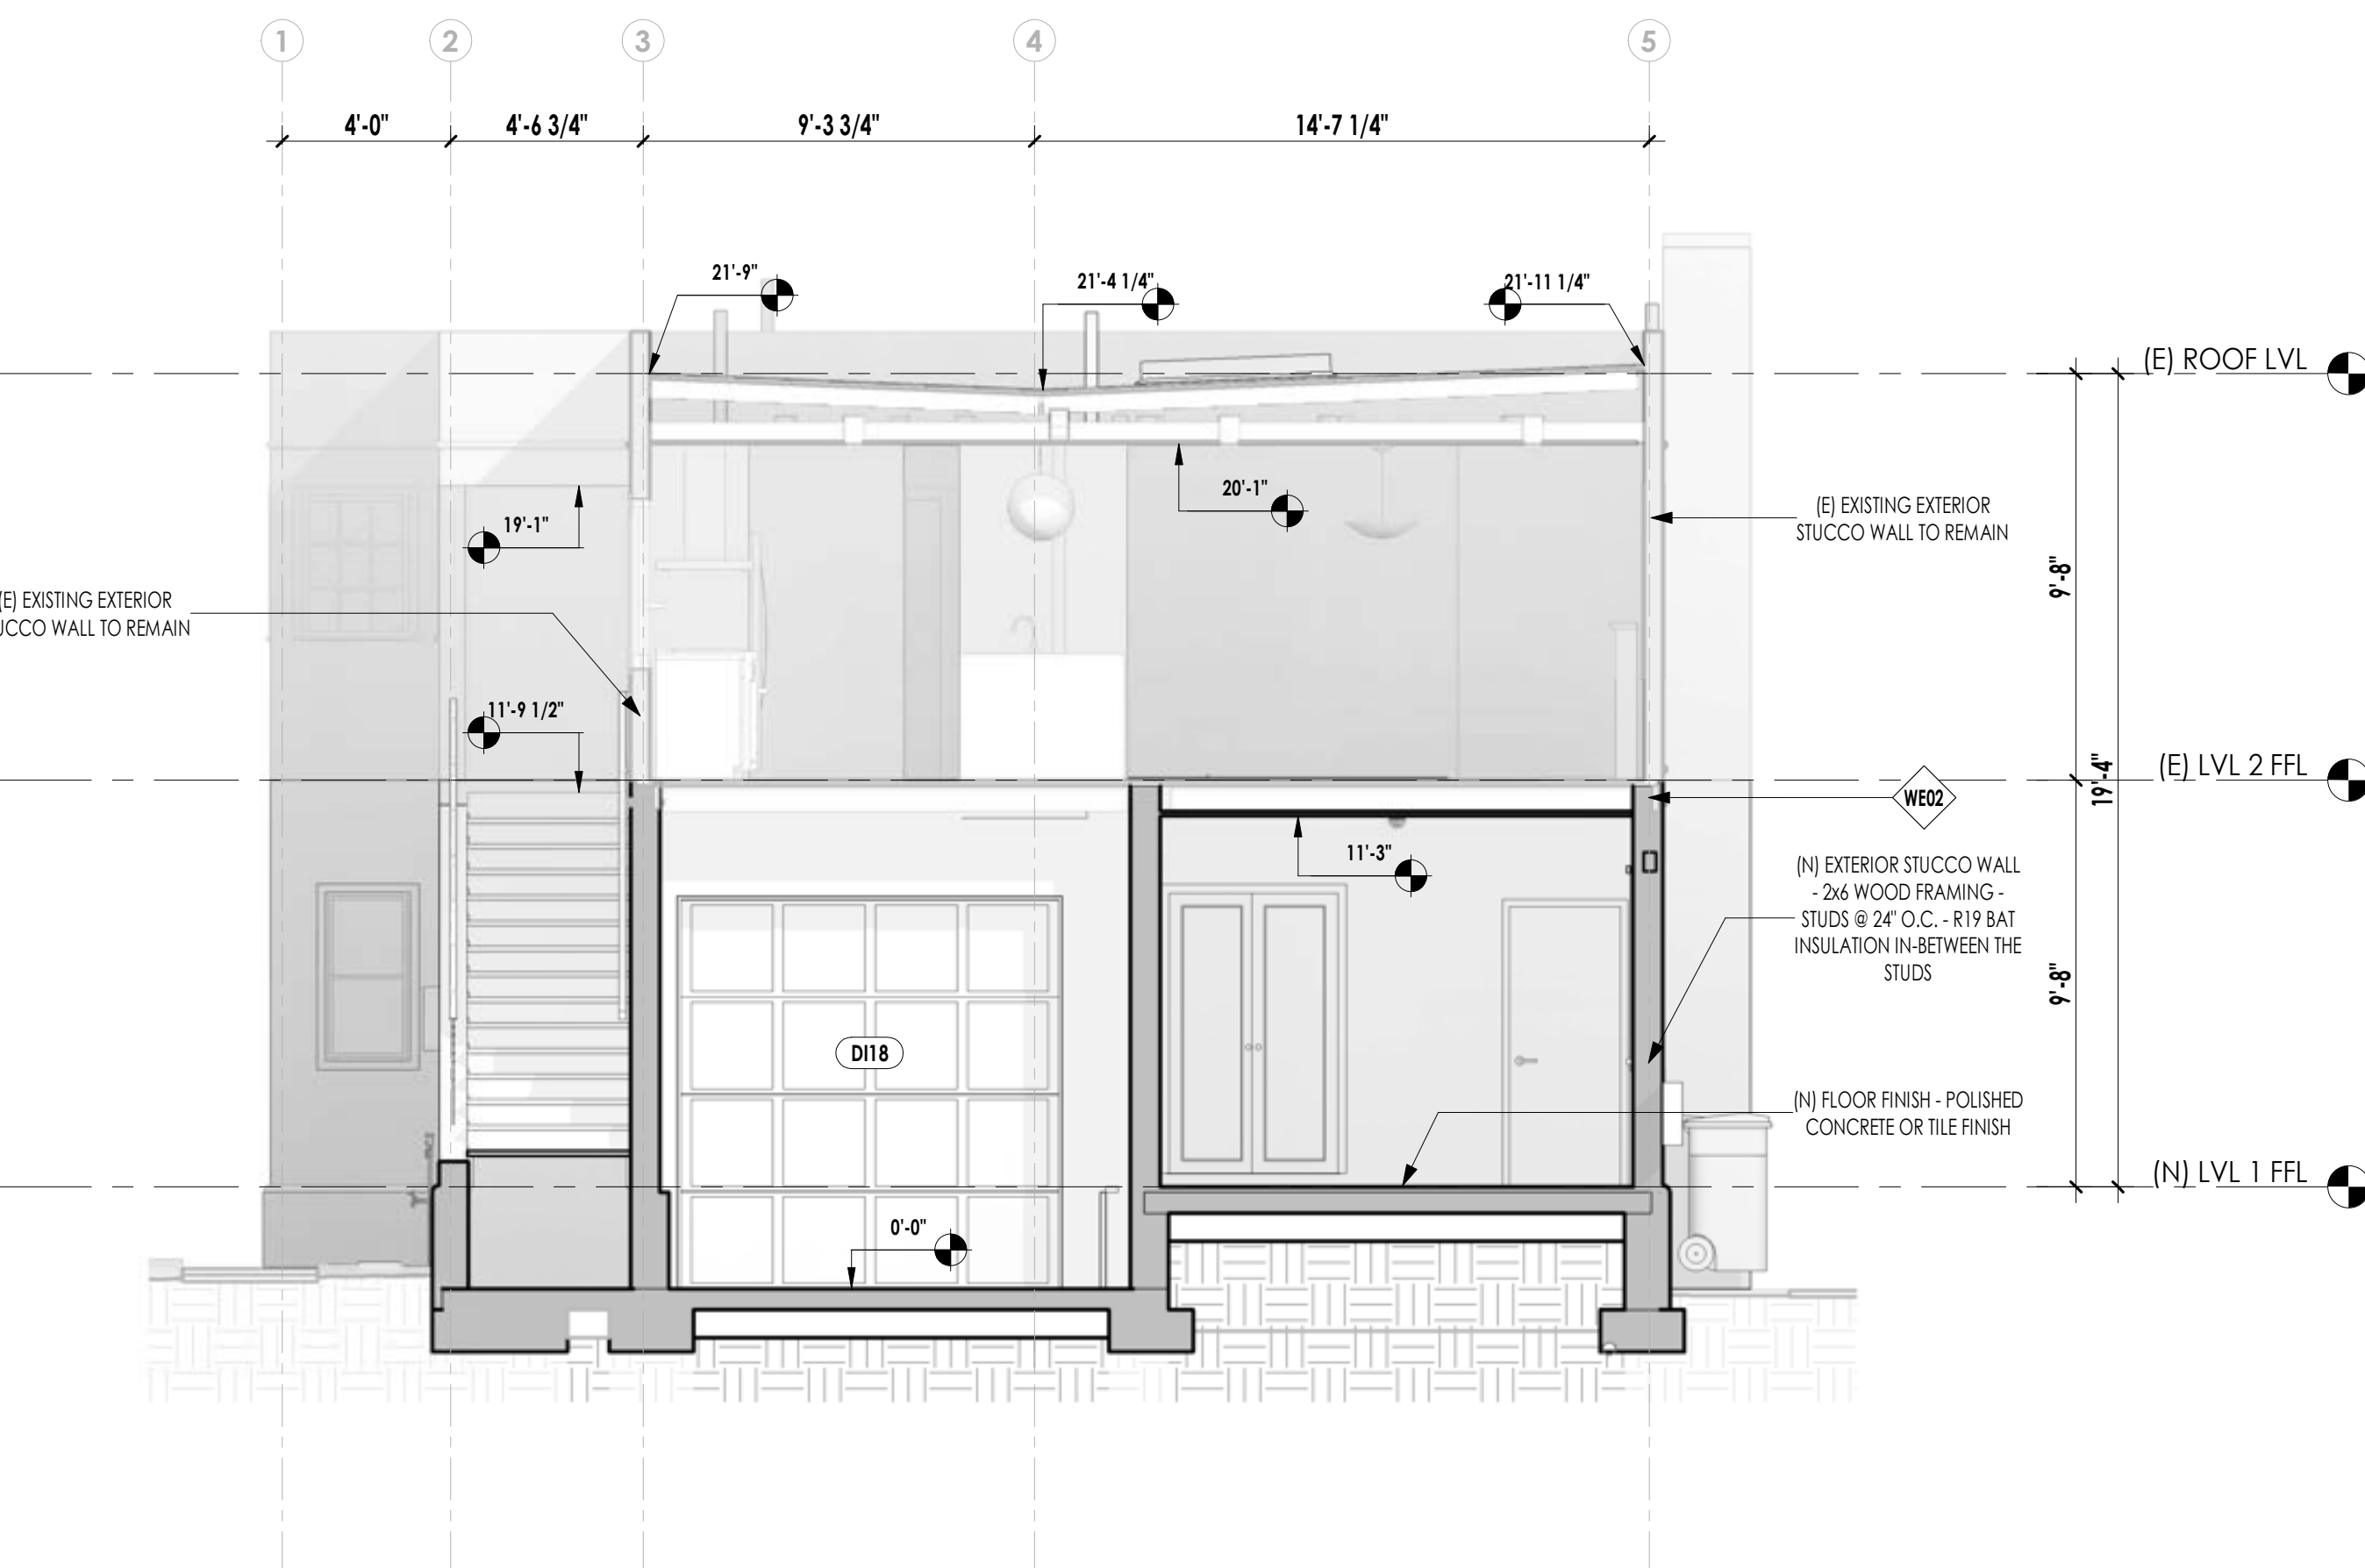 1
2
3
4
5
4'-0"
4'-6 3/4"
9'-3 3/4"
14'-7 1/4"
21'-9"
21'-4 1/4"
21'-11 1/4"
(E) ROOF LVL
20'-1"
19'-1"
(E) EXISTING EXTERIOR
STUCCO WALL TO REMAIN
9'-8"
(E) EXISTING EXTERIOR
UCCO WALL TO REMAIN
11'-9 1/2"
(E) LVL 2 FFL
19'-4"
WE02
11'-3"
(N) EXTERIOR STUCCO WALL
- 2x6 WOOD FRAMING -
STUDS @ 24" O.C. - R19 BAT
INSULATION IN-BETWEEN THE
STUDS
9'-8"
DI18
(N) FLOOR FINISH - POLISHED
CONCRETE OR TILE FINISH
(N) LVL 1 FFL
0'-0"